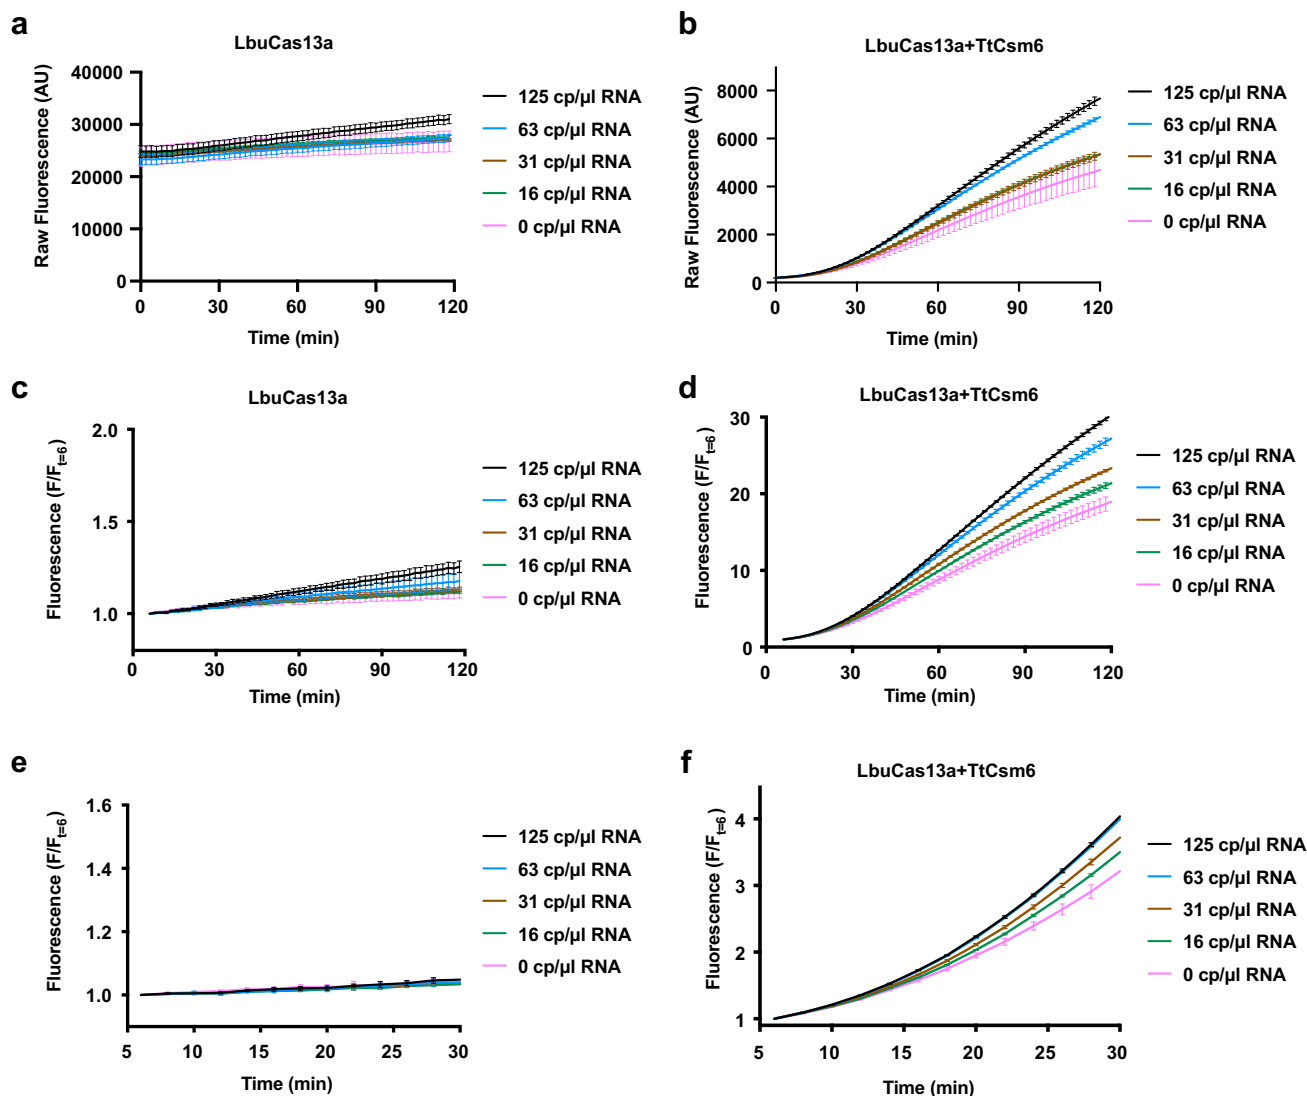 a
LbuCas13a
Raw Fluorescence (AU)
40000
30000
20000
10000
0
0 30 60 90 120
Time (min)
125 cp/µl RNA
63 cp/µl RNA
31 cp/µl RNA
16 cp/µl RNA
0 cp/µl RNA
b
LbuCas13a+TtCsm6
Raw Fluorescence (AU)
8000
6000
4000
2000
0
0 30 60 90 120
Time (min)
125 cp/µl RNA
63 cp/µl RNA
31 cp/µl RNA
16 cp/µl RNA
0 cp/µl RNA
c
LbuCas13a
Fluorescence (F/Ft=6)
2.0
1.5
1.0
0 30 60 90 120
Time (min)
125 cp/µl RNA
63 cp/µl RNA
31 cp/µl RNA
16 cp/µl RNA
0 cp/µl RNA
d
LbuCas13a+TtCsm6
Fluorescence (F/Ft=6)
30
20
10
0
0 30 60 90 120
Time (min)
125 cp/µl RNA
63 cp/µl RNA
31 cp/µl RNA
16 cp/µl RNA
0 cp/µl RNA
e
Fluorescence (F/Ft=6)
1.6
1.4
1.2
1.0
5 10 15 20 25 30
Time (min)
125 cp/µl RNA
63 cp/µl RNA
31 cp/µl RNA
16 cp/µl RNA
0 cp/µl RNA
f
LbuCas13a+TtCsm6
Fluorescence (F/Ft=6)
4
3
2
1
5 10 15 20 25 30
Time (min)
125 cp/µl RNA
63 cp/µl RNA
31 cp/µl RNA
16 cp/µl RNA
0 cp/µl RNA